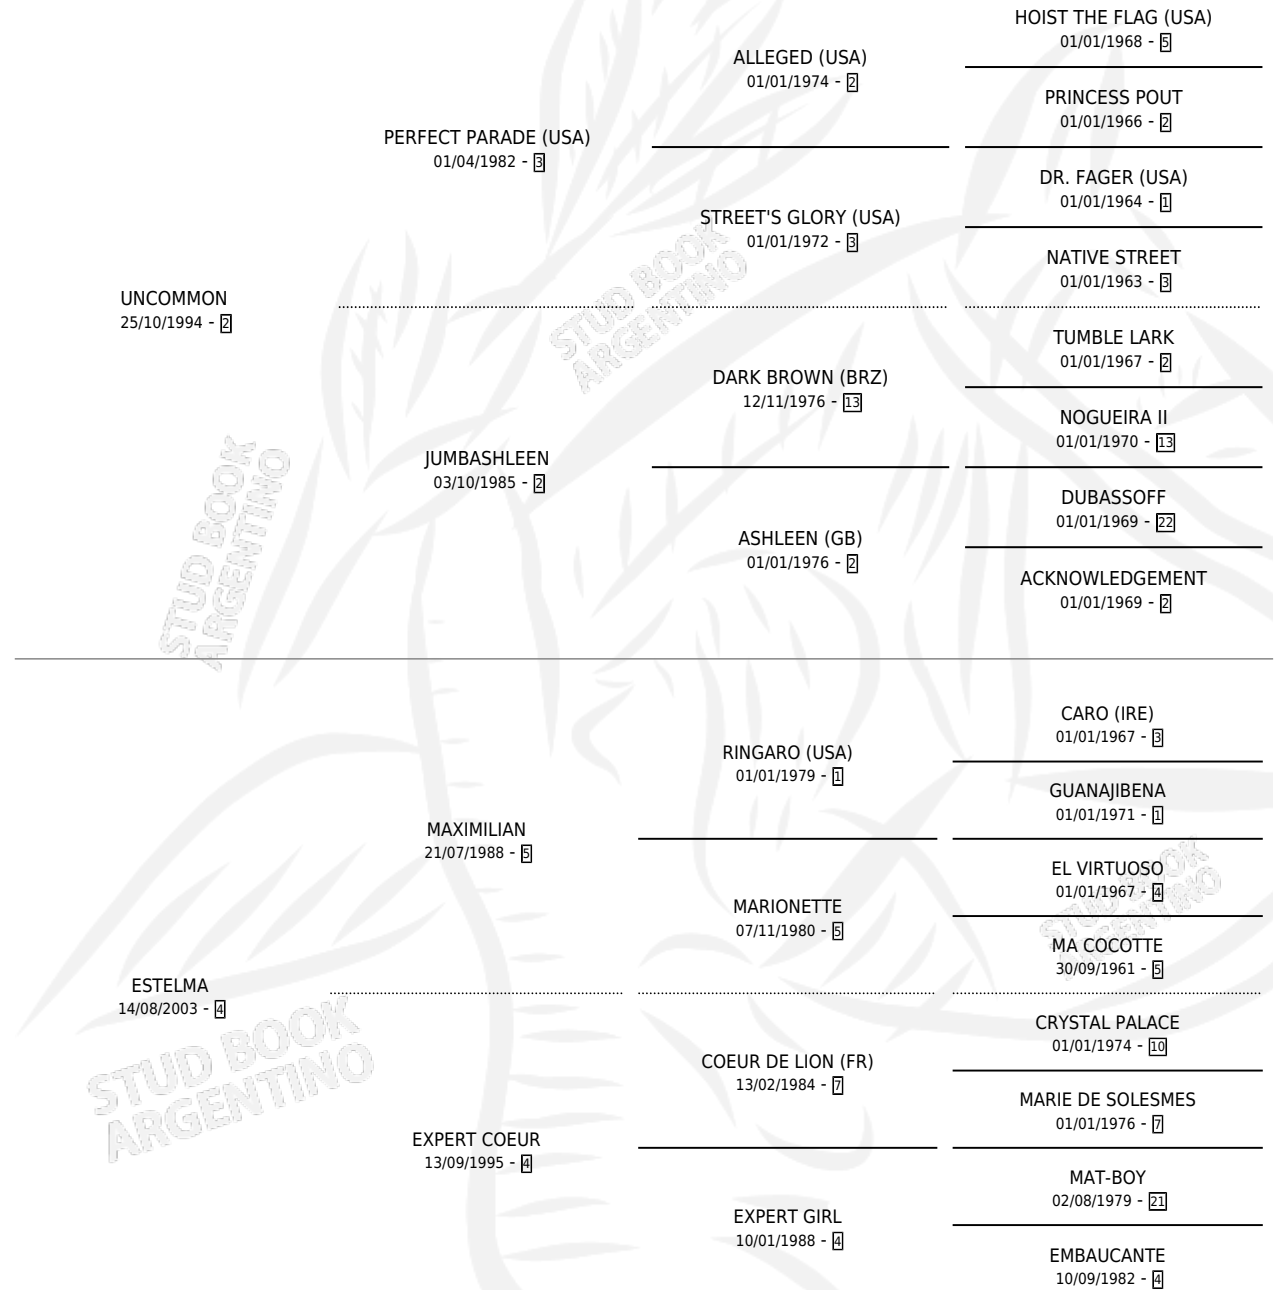 HOIST THE FLAG (USA)
01/01/1968 - 5
ALLEGED (USA)
01/01/1974 - 2
PRINCESS POUT
01/01/1966 - 2
PERFECT PARADE (USA)
01/04/1982 - 3
DR. FAGER (USA)
01/01/1964 - 1
STREET'S GLORY (USA)
01/01/1972 - 3
NATIVE STREET
01/01/1963 - 3
UNCOMMON
25/10/1994 - 2
TUMBLE LARK
01/01/1967 - 2
DARK BROWN (BRZ)
12/11/1976 - 13
NOGUEIRA II
01/01/1970 - 13
JUMBASHLEEN
03/10/1985 - 2
DUBASSOFF
01/01/1969 - 22
ASHLEEN (GB)
01/01/1976 - 2
ACKNOWLEDGEMENT
01/01/1969 - 2
CARO (IRE)
01/01/1967 - 3
RINGARO (USA)
01/01/1979 - 1
GUANAJIBENA
01/01/1971 - 1
MAXIMILIAN
21/07/1988 - 5
EL VIRTUOSO
01/01/1967 - 4
MARIONETTE
07/11/1980 - 5
MA COCOTTE
30/09/1961 - 5
ESTELMA
14/08/2003 - 4
CRYSTAL PALACE
01/01/1974 - 10
COEUR DE LION (FR)
13/02/1984 - 7
MARIE DE SOLESMES
01/01/1976 - 7
EXPERT COEUR
13/09/1995 - 4
MAT-BOY
02/08/1979 - 21
EXPERT GIRL
10/01/1988 - 4
EMBAUCANTE
10/09/1982 - 4
STUD BOOK
ARGENTINO
STUD BOOK
ARGENTINO
STUD BOOK
ARGENTINO
STUD BOOK
ARGENTINO